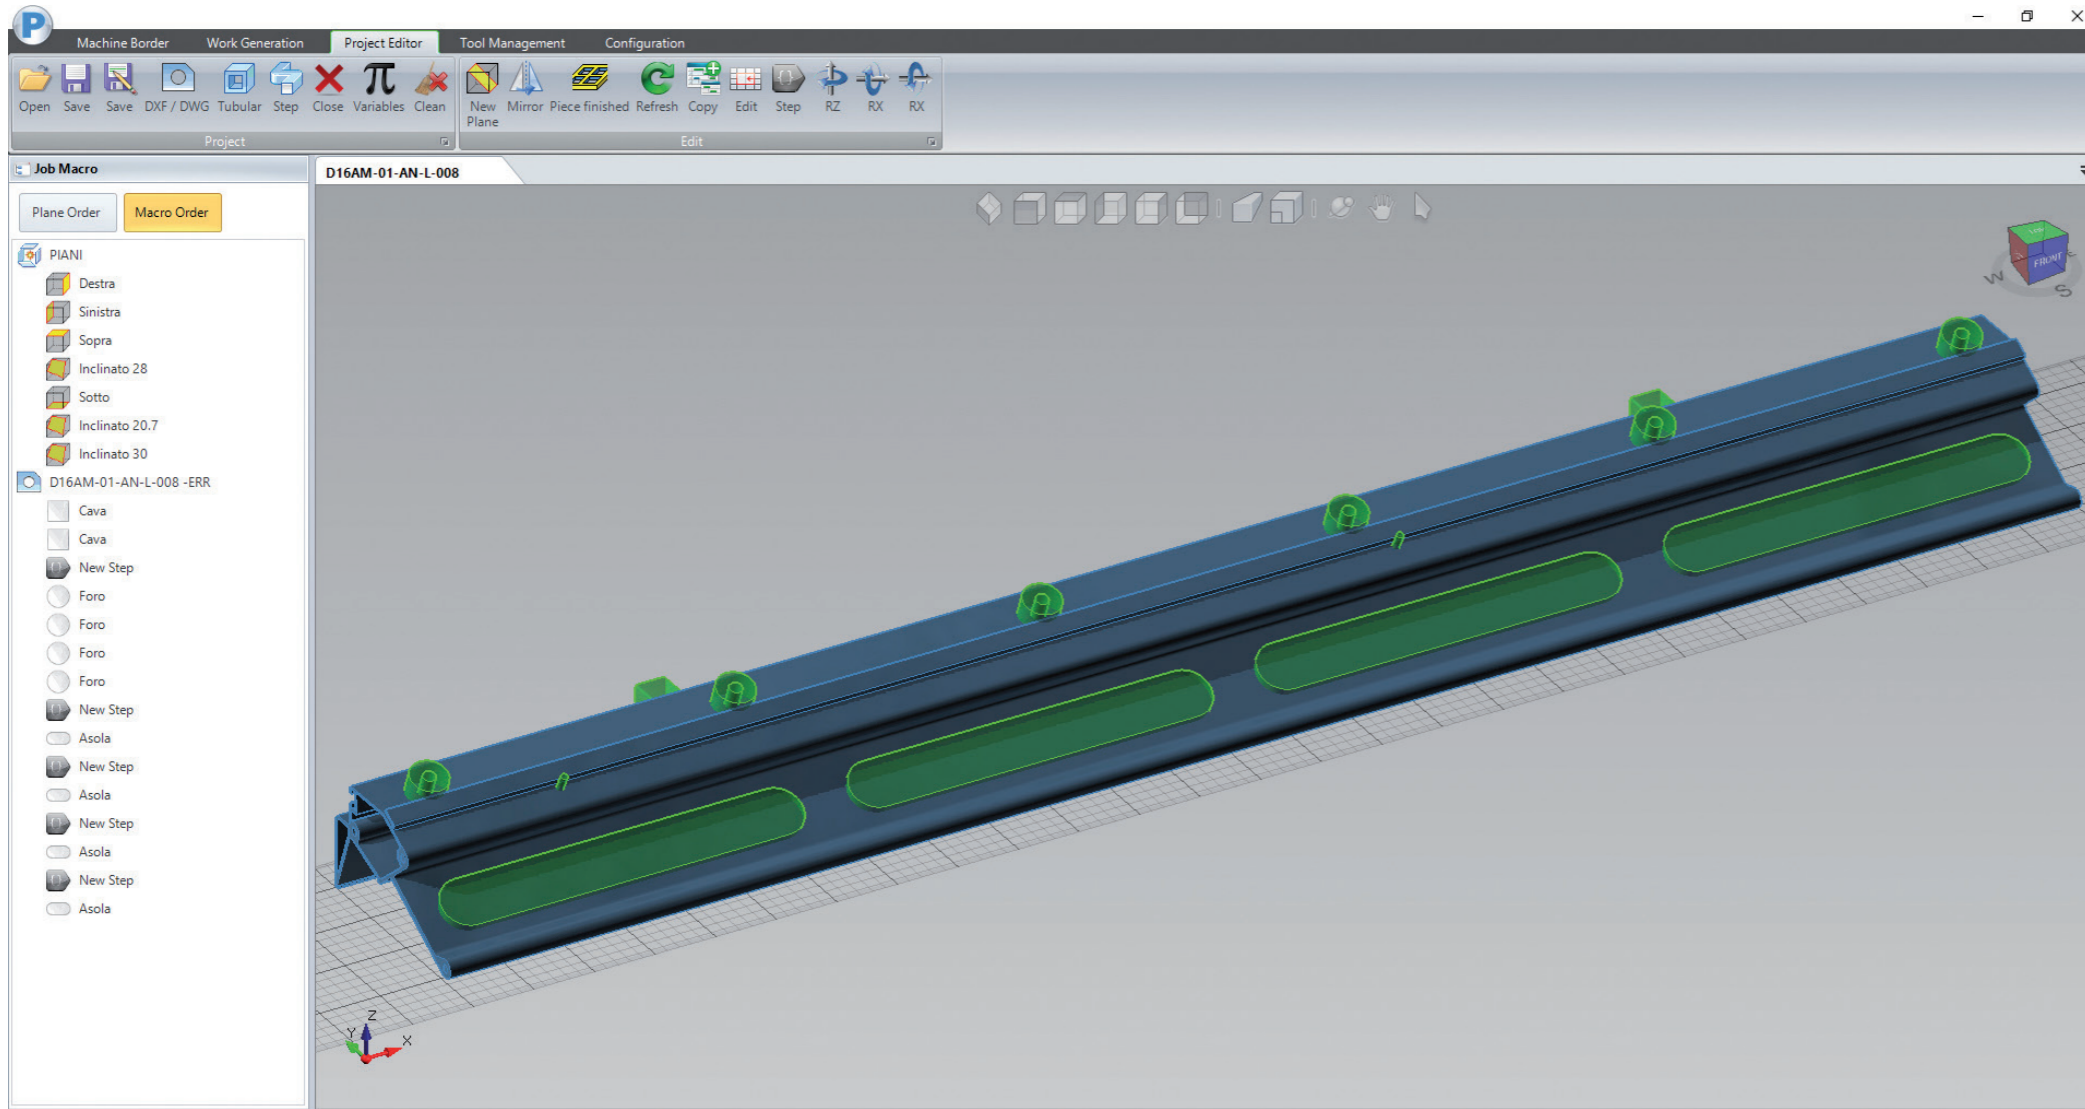 P
Machine Border Work Generation Project Editor Tool Management Configuration
Open Save Save DXF / DWG Tubular Step Close Variables Clean New Plane Mirror Piece finished Refresh Copy Edit Step RZ RX RX
Project Edit
Job Macro
D16AM-01-AN-L-008
Plane Order Macro Order
PIANI
Destra
Sinistra
Sopra
Inclinato 28
Sotto
Inclinato 20.7
Inclinato 30
D16AM-01-AN-L-008 -ERR
Cava
Cava
New Step
Foro
Foro
Foro
Foro
New Step
Asola
New Step
Asola
New Step
Asola
New Step
Asola
FRONT
W
S
Z
Y
X